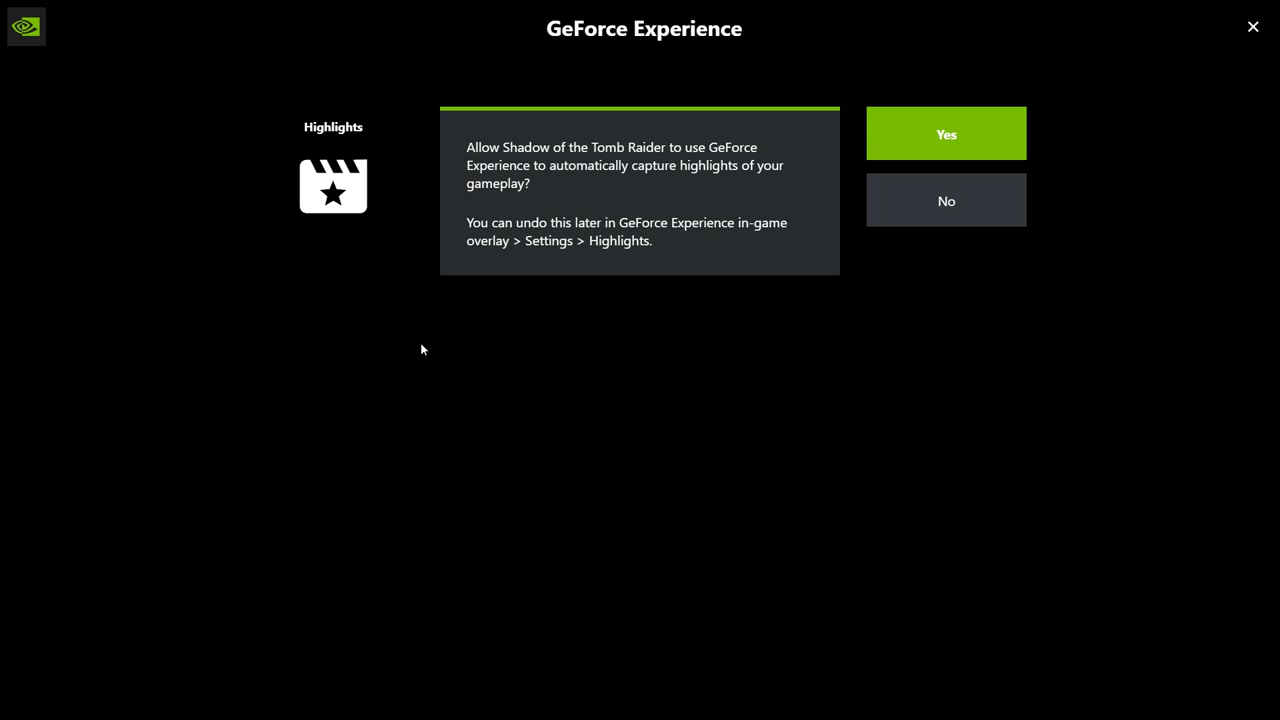 GeForce Experience
Highlights
Allow Shadow of the Tomb Raider to use GeForce
Experience to automatically capture highlights of your
gameplay?
You can undo this later in GeForce Experience in-game
overlay > Settings > Highlights.
Yes
No